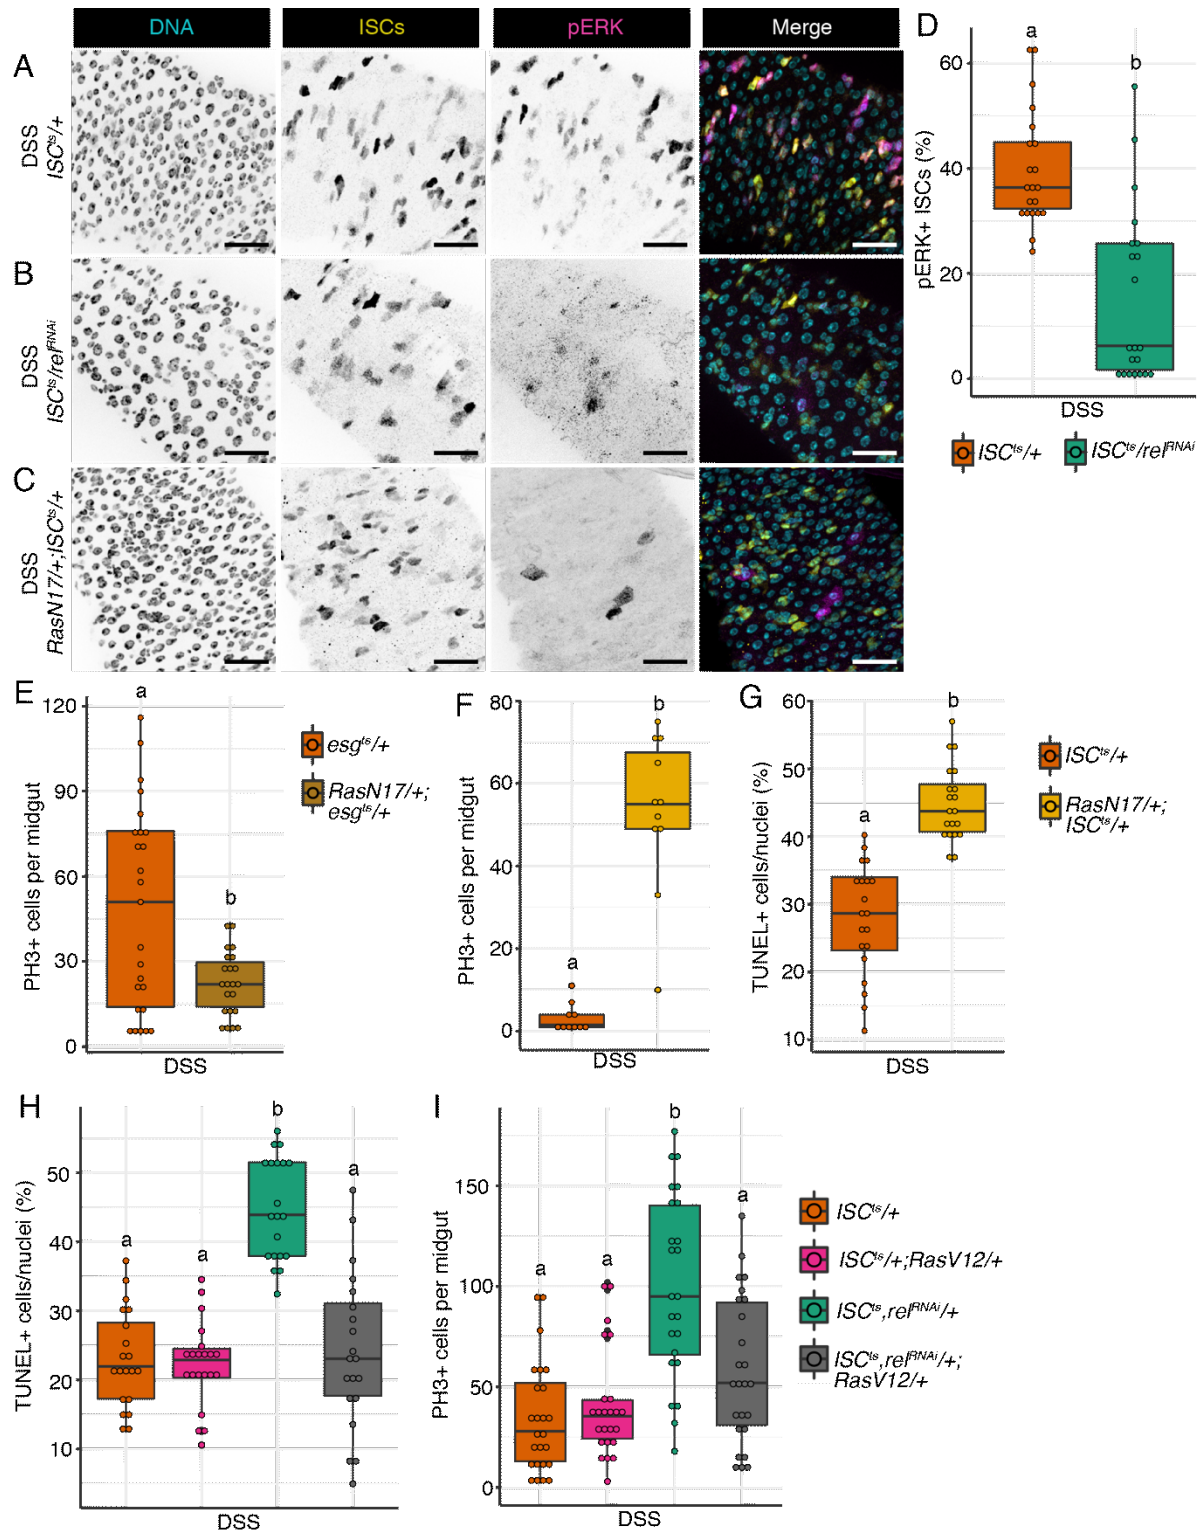 DNA
ISCs
pERK
Merge
A
DSS
ISCts/+
B
DSS
ISCts/relRNAi
C
DSS
RasN17/+;ISCts/+
D
a
b
pERK+ ISCs (%)
60
40
20
0
DSS
ISCts/+
ISCts/relRNAi
E
a
b
PH3+ cells per midgut
120
90
60
30
0
DSS
esgts/+
RasN17/+;
esgts/+
F
a
b
PH3+ cells per midgut
80
60
40
20
0
DSS
G
a
b
TUNEL+ cells/nuclei (%)
60
50
40
30
20
10
DSS
ISCts/+
RasN17/+;
ISCts/+
H
a
a
b
a
TUNEL+ cells/nuclei (%)
50
40
30
20
10
DSS
I
a
a
b
a
PH3+ cells per midgut
150
100
50
0
DSS
ISCts/+
ISCts/+;RasV12/+
ISCts,relRNAi/+
ISCts,relRNAi/+;
RasV12/+